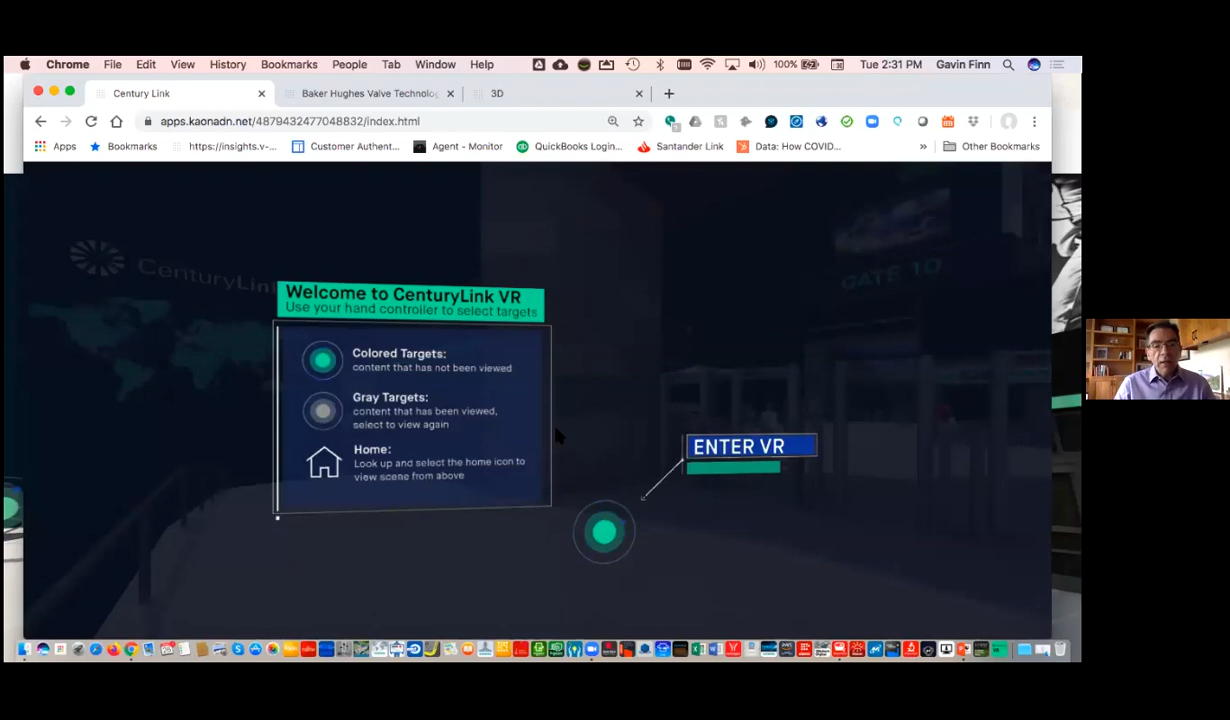 Chrome File Edit View History Bookmarks People Tab Window Help 100% Tue 2:31 PM Gavin Finn
Century Link Baker Hughes Valve Technolog 3D
apps.kaonadn.net/4879432477048832/index.html
Apps Bookmarks https://insights.v-... Customer Authent... Agent - Monitor QuickBooks Login... Santander Link Data: How COVID... » Other Bookmarks
CenturyLin
GATE 10
Welcome to CenturyLink VR
Use your hand controller to select targets
Colored Targets:
content that has not been viewed
Gray Targets:
content that has been viewed,
select to view again
Home:
Look up and select the home icon to
view scene from above
ENTER VR